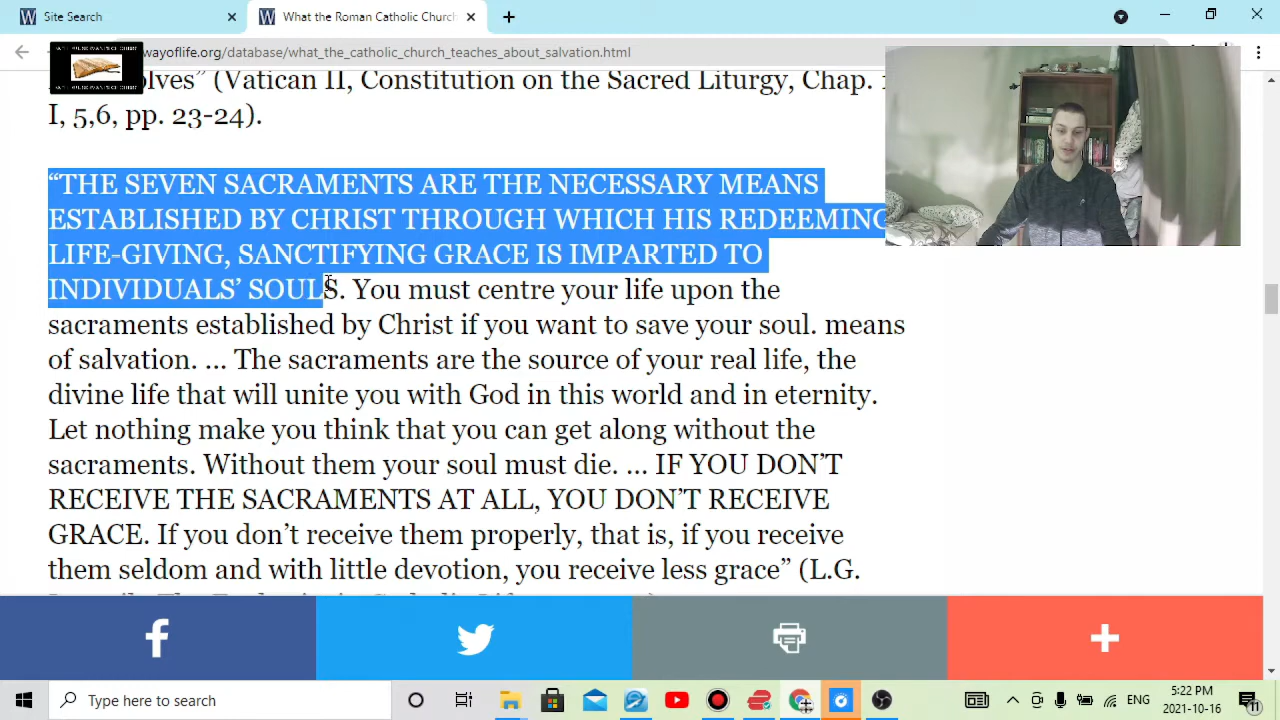 Site Search
What the Roman Catholic Church
wayoflife.org/database/what_the_catholic_church_teaches_about_salvation.html
olves” (Vatican II, Constitution on the Sacred Liturgy, Chap.
I, 5,6, pp. 23-24).
“THE SEVEN SACRAMENTS ARE THE NECESSARY MEANS
ESTABLISHED BY CHRIST THROUGH WHICH HIS REDEEMING
LIFE-GIVING, SANCTIFYING GRACE IS IMPARTED TO
INDIVIDUALS’ SOULS. You must centre your life upon the
sacraments established by Christ if you want to save your soul. means
of salvation. ... The sacraments are the source of your real life, the
divine life that will unite you with God in this world and in eternity.
Let nothing make you think that you can get along without the
sacraments. Without them your soul must die. ... IF YOU DON’T
RECEIVE THE SACRAMENTS AT ALL, YOU DON’T RECEIVE
GRACE. If you don’t receive them properly, that is, if you receive
them seldom and with little devotion, you receive less grace” (L.G.
Type here to search
ENG
5:22 PM
2021-10-16
11